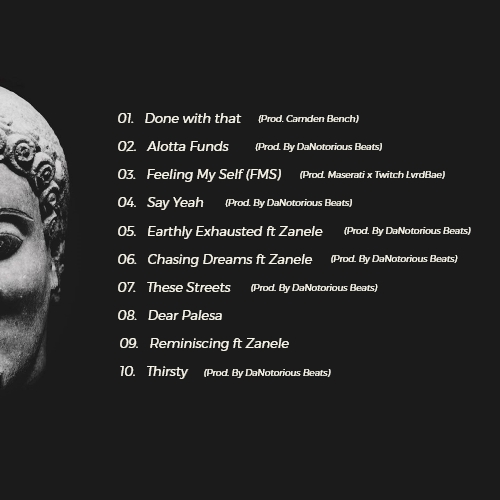 01. Done with that (Prod. Camden Bench)
02. Alotta Funds (Prod. By DaNotorious Beats)
03. Feeling My Self (FMS) (Prod. Maserati x Twitch LvrdBae)
04. Say Yeah (Prod. By DaNotorious Beats)
05. Earthly Exhausted ft Zanele (Prod. By DaNotorious Beats)
06. Chasing Dreams ft Zanele (Prod. By DaNotorious Beats)
07. These Streets (Prod. By DaNotorious Beats)
08. Dear Palesa
09. Reminiscing ft Zanele
10. Thirsty (Prod. By DaNotorious Beats)